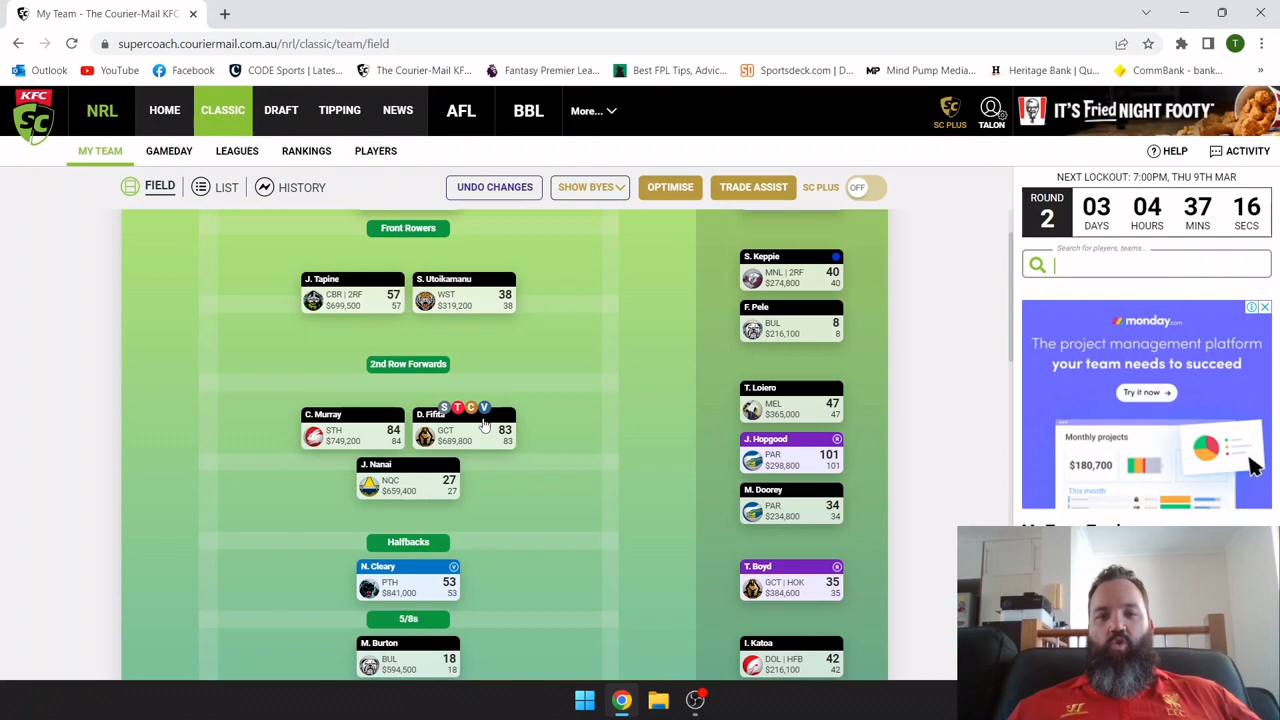 My Team - The Courier-Mail KFC
supercoach.couriermail.com.au/nrl/classic/team/field
T
Outlook
YouTube
Facebook
CODE Sports | Lates...
The Courier-Mail KF...
Fantasy Premier Lea...
Best FPL Tips, Advic...
Sportsdeck.com | D...
Mind Pump Media...
Heritage Bank | Qu...
CommBank - bank...
KFC
SC
NRL
HOME
CLASSIC
DRAFT
TIPPING
NEWS
AFL
BBL
More...
SC PLUS
TALON
KFC
IT'S Fried NIGHT FOOTY
MY TEAM
GAMEDAY
LEAGUES
RANKINGS
PLAYERS
HELP
ACTIVITY
FIELD
LIST
HISTORY
UNDO CHANGES
SHOW BYES
OPTIMISE
TRADE ASSIST
SC PLUS
OFF
NEXT LOCKOUT: 7:00PM, THU 9TH MAR
ROUND
2
03
DAYS
04
HOURS
37
MINS
16
SECS
Search for players, teams...
Front Rowers
J. Tapine
CBR | 2RF
57
$699,500
57
S. Utoikamanu
WST
38
$319,200
38
S. Keppie
MNL | 2RF
40
$274,800
40
F. Pele
BUL
8
$216,100
8
2nd Row Forwards
C. Murray
STH
84
$749,200
84
S
T
C
V
D. Fifita
GCT
83
$689,800
83
J. Nanai
NQC
27
$659,400
27
T. Loiero
MEL
47
$365,000
47
J. Hopgood
R
PAR
101
$298,800
101
M. Doorey
PAR
34
$234,800
34
Halfbacks
N. Cleary
V
PTH
53
$841,000
53
T. Boyd
R
GCT | HOK
35
$384,600
35
5/8s
M. Burton
BUL
18
$594,500
18
I. Katoa
DOL | HFB
42
$216,100
42
monday.com
The project management platform
your team needs to succeed
Try it now
Monthly projects
$180,700
This month